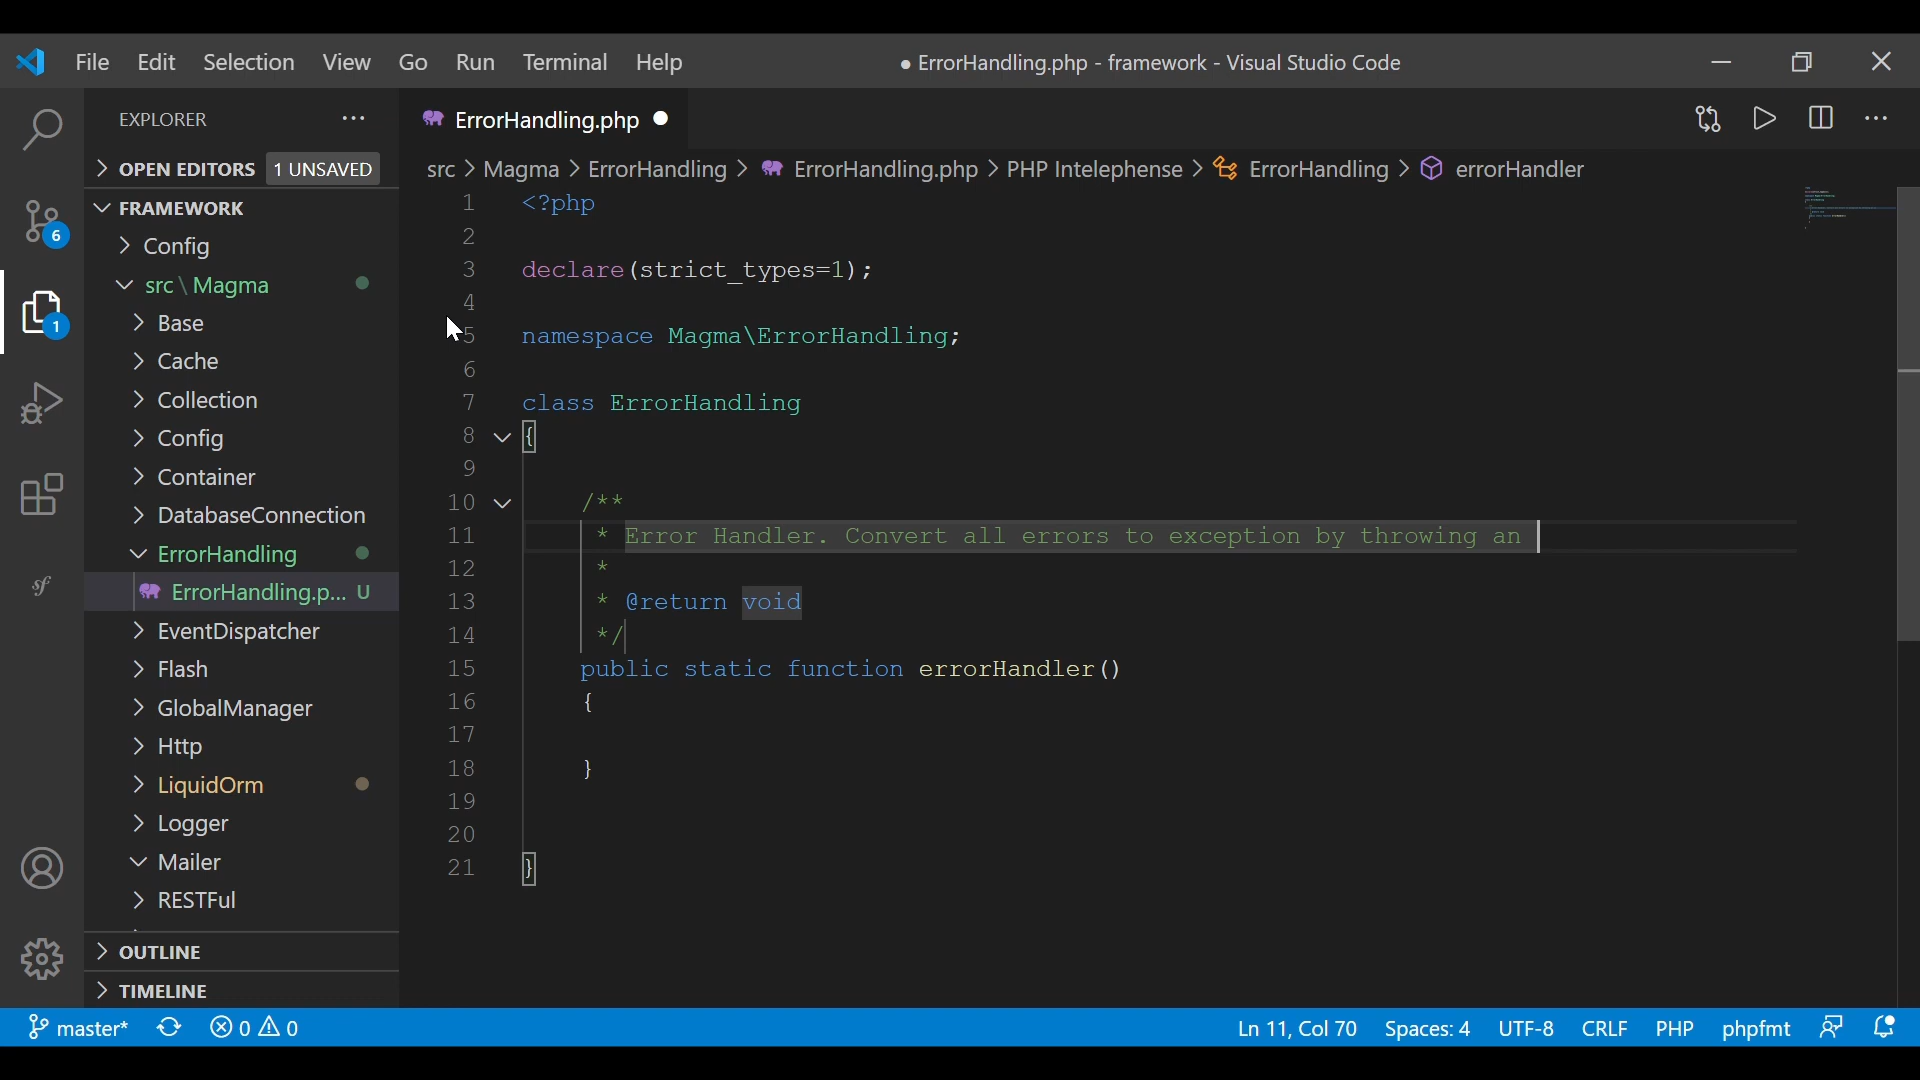 File Edit Selection View Go Run Terminal Help ● ErrorHandling.php - framework - Visual Studio Code
EXPLORER ···
ErrorHandling.php ●
OPEN EDITORS 1 UNSAVED
src > Magma > ErrorHandling > ErrorHandling.php > PHP Intelephense > ErrorHandling > errorHandler
FRAMEWORK
Config
src \ Magma
Base
Cache
Collection
Config
Container
DatabaseConnection
ErrorHandling
ErrorHandling.p... U
EventDispatcher
Flash
GlobalManager
Http
LiquidOrm
Logger
Mailer
RESTFul
OUTLINE
TIMELINE
6
1
sf
1 <?php
2
3 declare(strict_types=1);
4
5 namespace Magma\ErrorHandling;
6
7 class ErrorHandling
8 {
9
10 /**
11 * Error Handler. Convert all errors to exception by throwing an
12 *
13 * @return void
14 */
15 public static function errorHandler()
16 {
17
18 }
19
20
21 }
master* 0 0 Ln 11, Col 70 Spaces: 4 UTF-8 CRLF PHP phpfmt